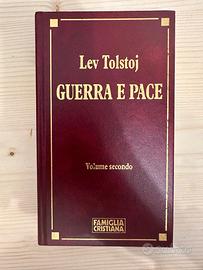 Lev Tolstoj
GUERRA E PACE
Volume secondo
FAMIGLIA
CRISTIANA